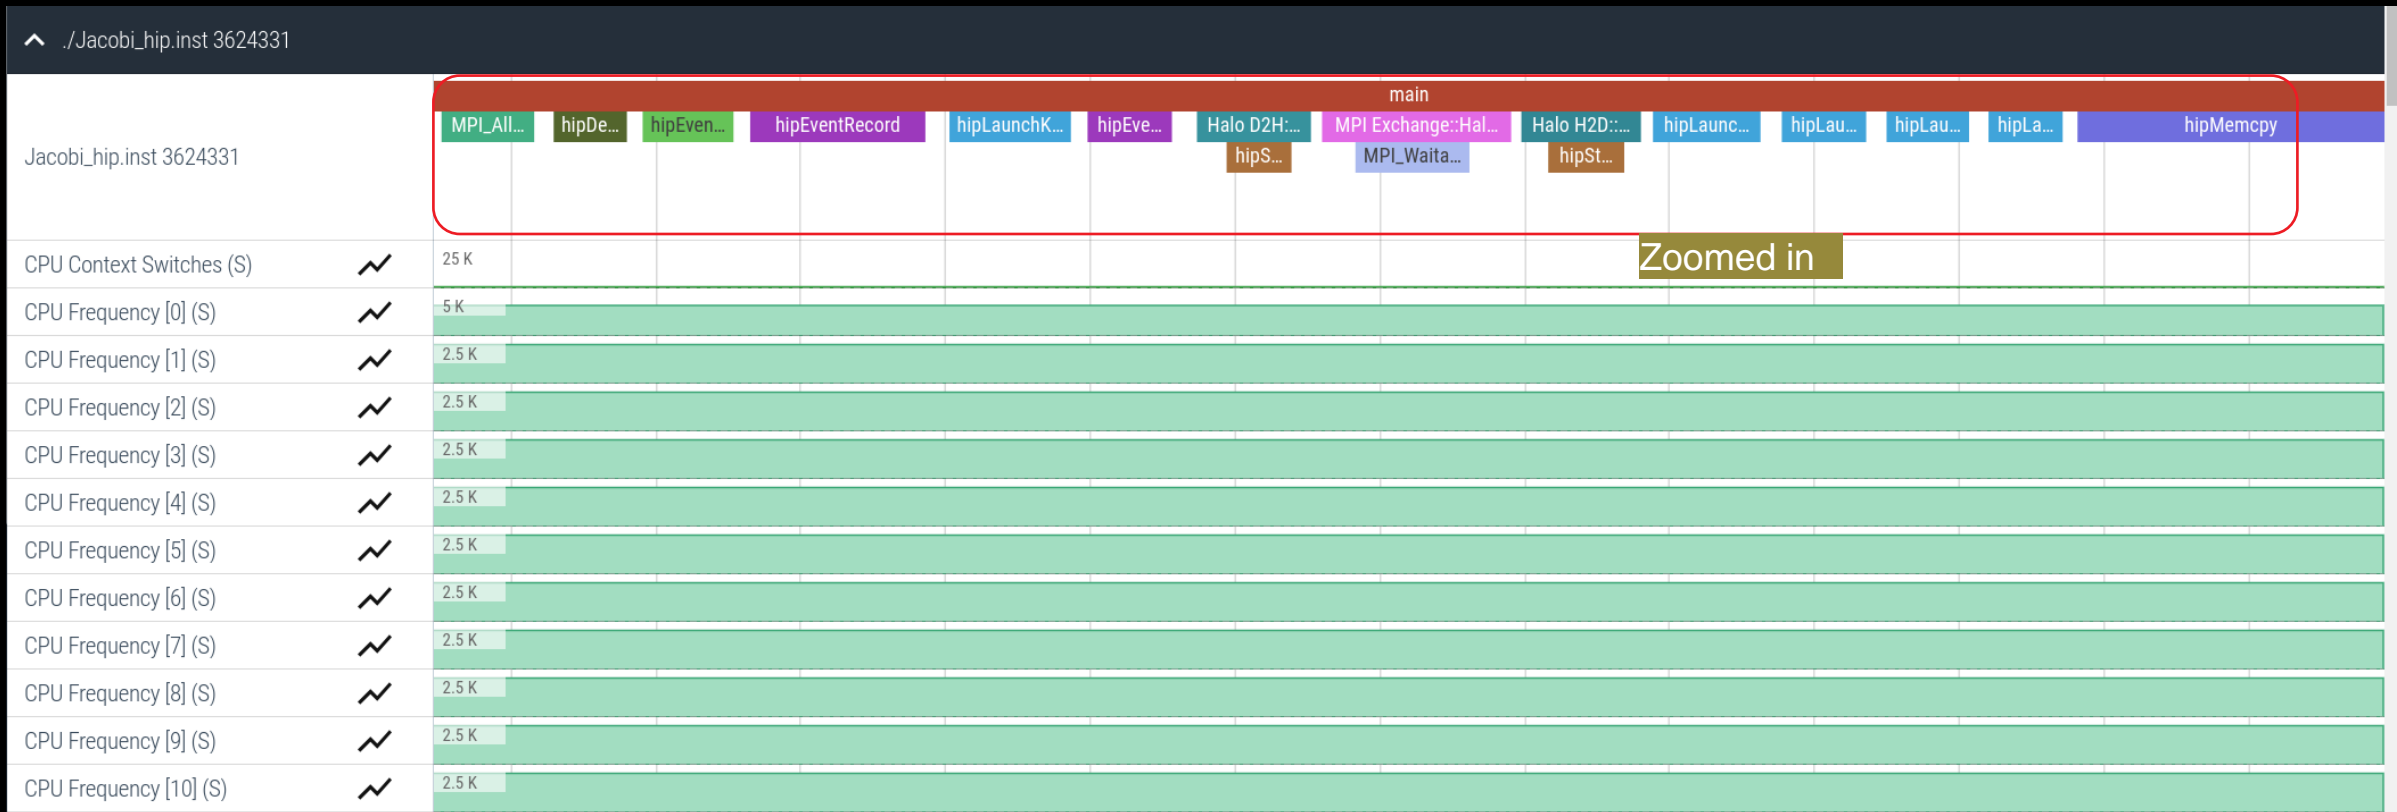 ./Jacobi_hip.inst 3624331
Jacobi_hip.inst 3624331
main
MPI_All... hipDe... hipEven... hipEventRecord hipLaunchK... hipEve... Halo D2H:... MPI Exchange::Hal... Halo H2D::... hipLaunc... hipLau... hipLau... hipLa... hipMemcpy
hipS... MPI_Waita... hipSt...
Zoomed in
CPU Context Switches (S) 25 K
CPU Frequency [0] (S) 5 K
CPU Frequency [1] (S) 2.5 K
CPU Frequency [2] (S) 2.5 K
CPU Frequency [3] (S) 2.5 K
CPU Frequency [4] (S) 2.5 K
CPU Frequency [5] (S) 2.5 K
CPU Frequency [6] (S) 2.5 K
CPU Frequency [7] (S) 2.5 K
CPU Frequency [8] (S) 2.5 K
CPU Frequency [9] (S) 2.5 K
CPU Frequency [10] (S) 2.5 K